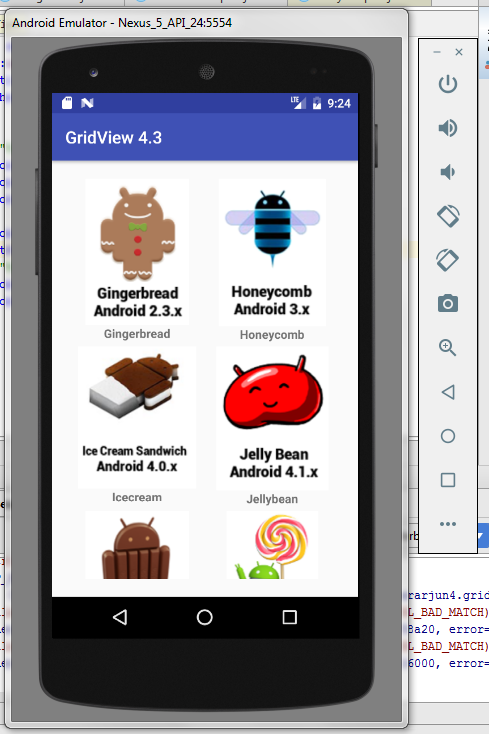 Android Emulator - Nexus_5_API_24:5554
LTE
9:24
GridView 4.3
Gingerbread
Android 2.3.x
Gingerbread
Honeycomb
Android 3.x
Honeycomb
Ice Cream Sandwich
Android 4.0.x
Icecream
Jelly Bean
Android 4.1.x
Jellybean
rarjun4.grid
L_BAD_MATCH)
8a20, error=
L_BAD_MATCH)
6000, error=